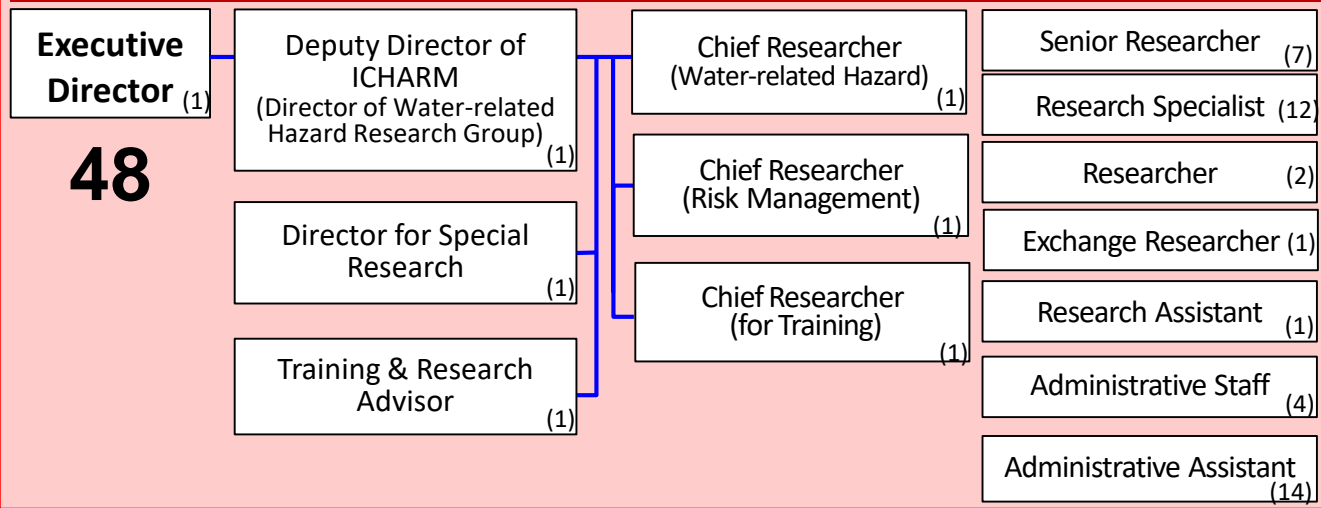 Executive
Director (1)
48
Deputy Director of
ICHARM
(Director of Water-related
Hazard Research Group)
(1)
Director for Special
Research
(1)
Training & Research
Advisor
(1)
Chief Researcher
(Water-related Hazard)
(1)
Chief Researcher
(Risk Management)
(1)
Chief Researcher
(for Training)
(1)
Senior Researcher (7)
Research Specialist (12)
Researcher (2)
Exchange Researcher (1)
Research Assistant (1)
Administrative Staff (4)
Administrative Assistant
(14)